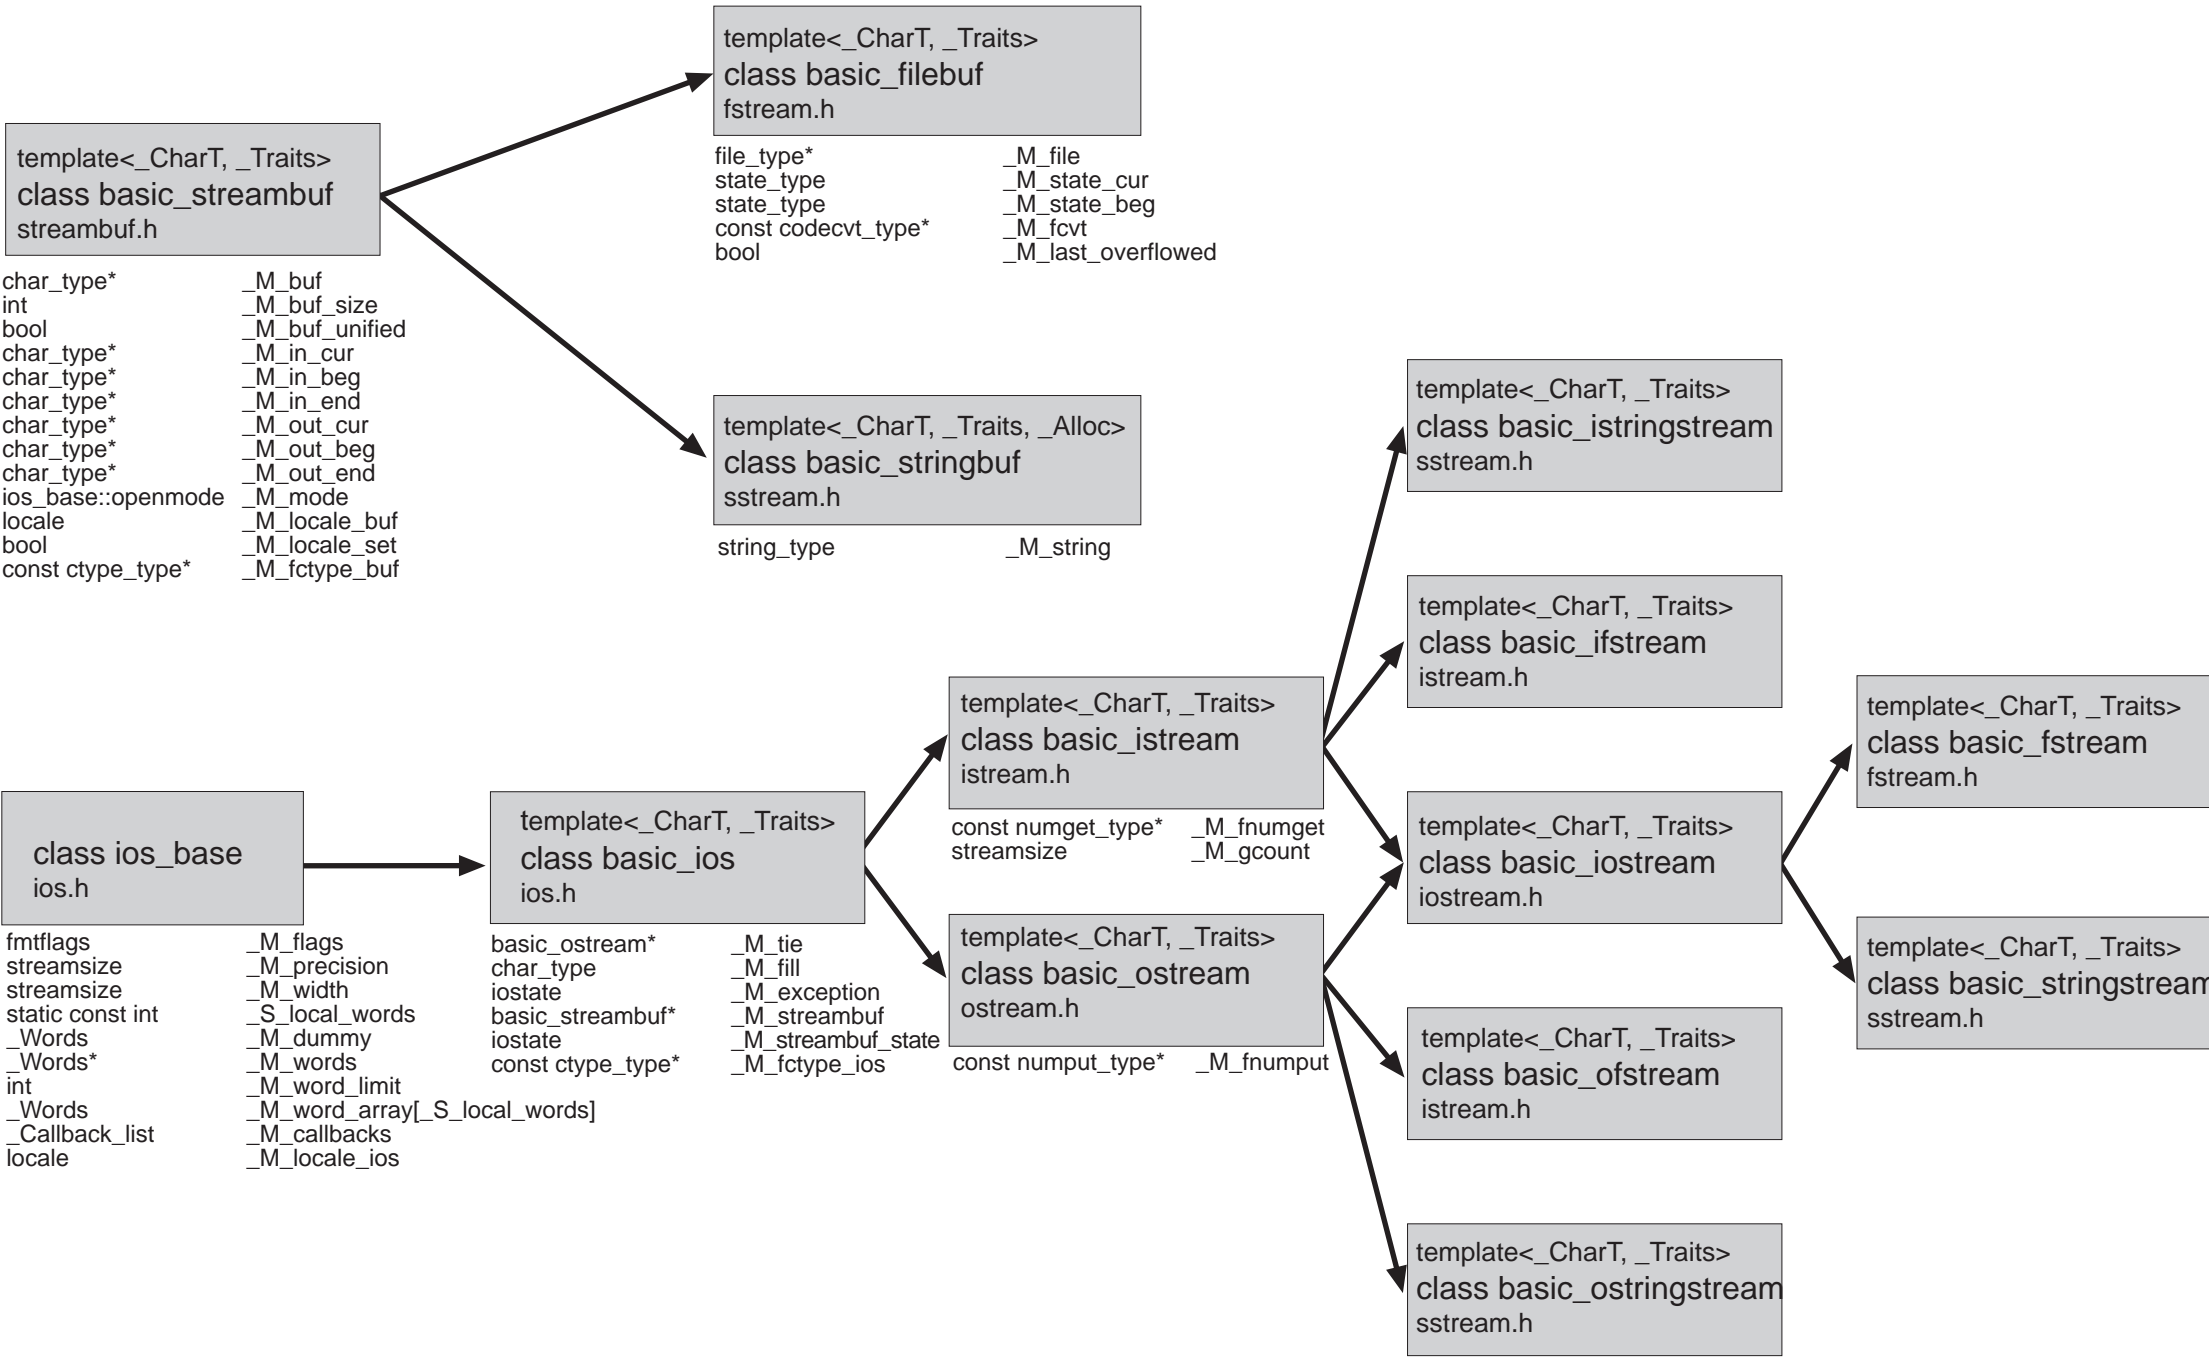 template<_CharT, _Traits>
class basic_filebuf
fstream.h
file_type* _M_file
state_type _M_state_cur
state_type _M_state_beg
const codecvt_type* _M_fcvt
bool _M_last_overflowed
template<_CharT, _Traits>
class basic_streambuf
streambuf.h
char_type* _M_buf
int _M_buf_size
bool _M_buf_unified
char_type* _M_in_cur
char_type* _M_in_beg
char_type* _M_in_end
char_type* _M_out_cur
char_type* _M_out_beg
char_type* _M_out_end
ios_base::openmode _M_mode
locale _M_locale_buf
bool _M_locale_set
const ctype_type* _M_fctype_buf
template<_CharT, _Traits, _Alloc>
class basic_stringbuf
sstream.h
string_type _M_string
template<_CharT, _Traits>
class basic_istringstream
sstream.h
template<_CharT, _Traits>
class basic_ifstream
istream.h
template<_CharT, _Traits>
class basic_istream
istream.h
const numget_type* _M_fnumget
streamsize _M_gcount
template<_CharT, _Traits>
class basic_fstream
fstream.h
class ios_base
ios.h
fmtflags _M_flags
streamsize _M_precision
streamsize _M_width
static const int _S_local_words
_Words _M_dummy
_Words* _M_words
int _M_word_limit
_Words _M_word_array[_S_local_words]
_Callback_list _M_callbacks
locale _M_locale_ios
template<_CharT, _Traits>
class basic_ios
ios.h
basic_ostream* _M_tie
char_type _M_fill
iostate _M_exception
basic_streambuf* _M_streambuf
iostate _M_streambuf_state
const ctype_type* _M_fctype_ios
template<_CharT, _Traits>
class basic_iostream
iostream.h
template<_CharT, _Traits>
class basic_ostream
ostream.h
const numput_type* _M_fnumput
template<_CharT, _Traits>
class basic_stringstream
sstream.h
template<_CharT, _Traits>
class basic_ofstream
istream.h
template<_CharT, _Traits>
class basic_ostringstream
sstream.h